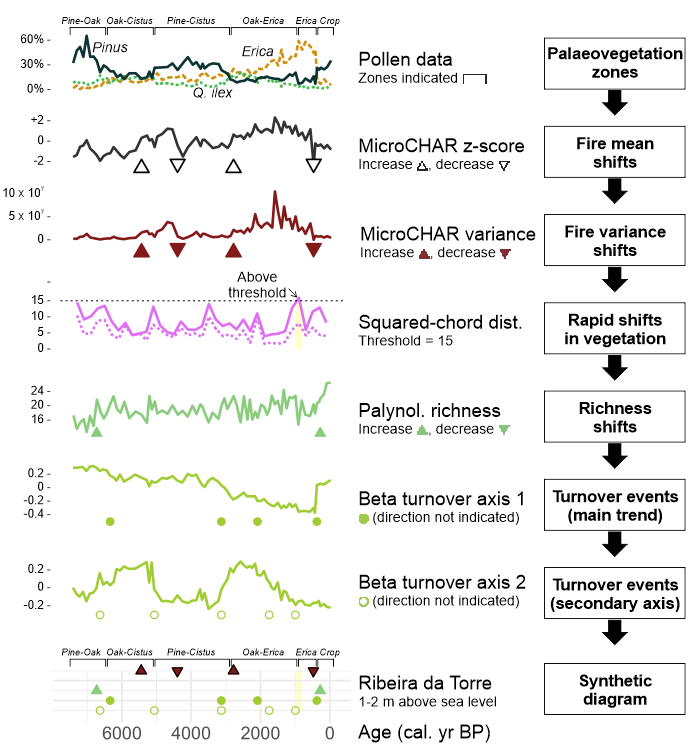 Pine-Oak Oak-Cistus Pine-Cistus Oak-Erica Erica Crop
60% -
30% -
0% -
Pinus
Erica
Q. ilex
Pollen data
Zones indicated
Palaeovegetation
zones
+2 -
0 -
-2 -
MicroCHAR z-score
Increase △, decrease ▽
Fire mean
shifts
10 x 10⁷
5 x 10⁷ -
0 -
MicroCHAR variance
Increase ▲, decrease ▼
Fire variance
shifts
Above
threshold
15 -
10 -
5 -
0 -
Squared-chord dist.
Threshold = 15
Rapid shifts
in vegetation
24 -
20 -
16 -
Palynol. richness
Increase ▲, decrease ▼
Richness
shifts
0.2 -
0 -
-0.2 -
-0.4 -
Beta turnover axis 1
(direction not indicated)
Turnover events
(main trend)
0.2 -
0 -
-0.2 -
Beta turnover axis 2
(direction not indicated)
Turnover events
(secondary axis)
Pine-Oak Oak-Cistus Pine-Cistus Oak-Erica Erica Crop
Ribeira da Torre
1-2 m above sea level
Synthetic
diagram
6000 4000 2000 0
Age (cal. yr BP)